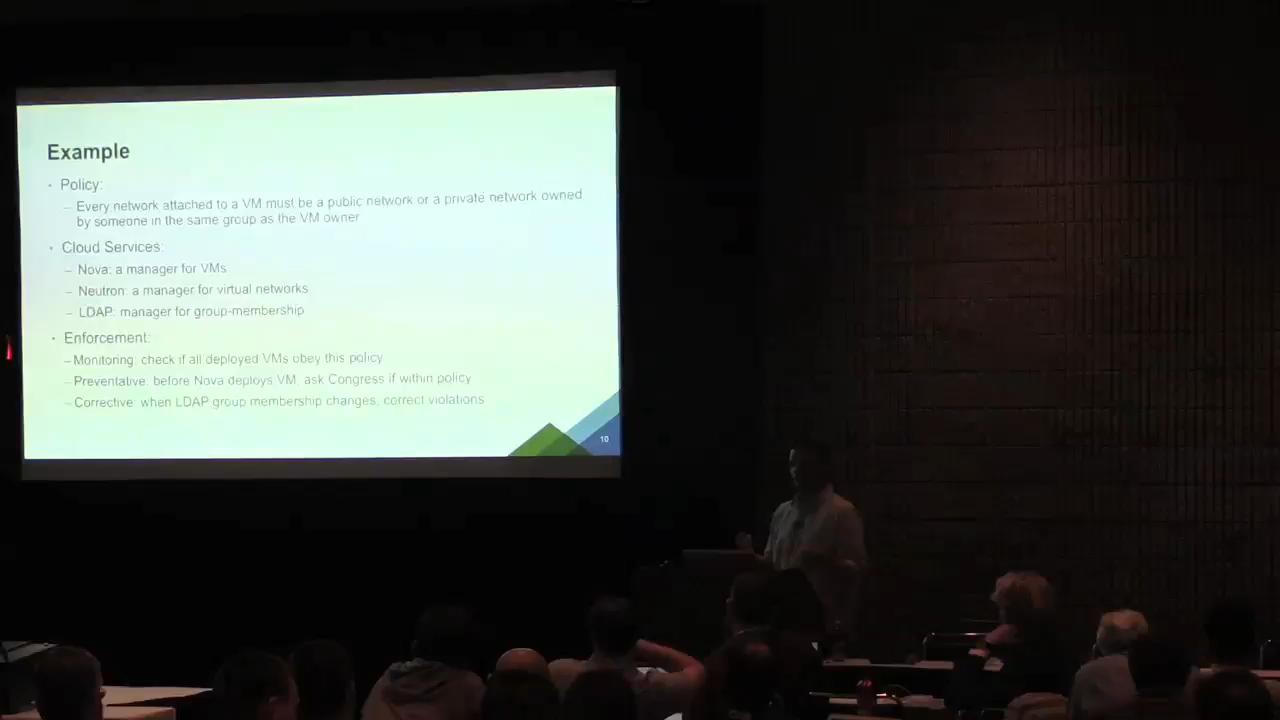 Example
• Policy:
– Every network attached to a VM must be a public network or a private network owned
by someone in the same group as the VM owner
• Cloud Services:
– Nova: a manager for VMs
– Neutron: a manager for virtual networks
– LDAP: manager for group-membership
• Enforcement:
– Monitoring: check if all deployed VMs obey this policy
– Preventative: before Nova deploys VM, ask Congress if within policy
– Corrective: when LDAP group membership changes, correct violations
10